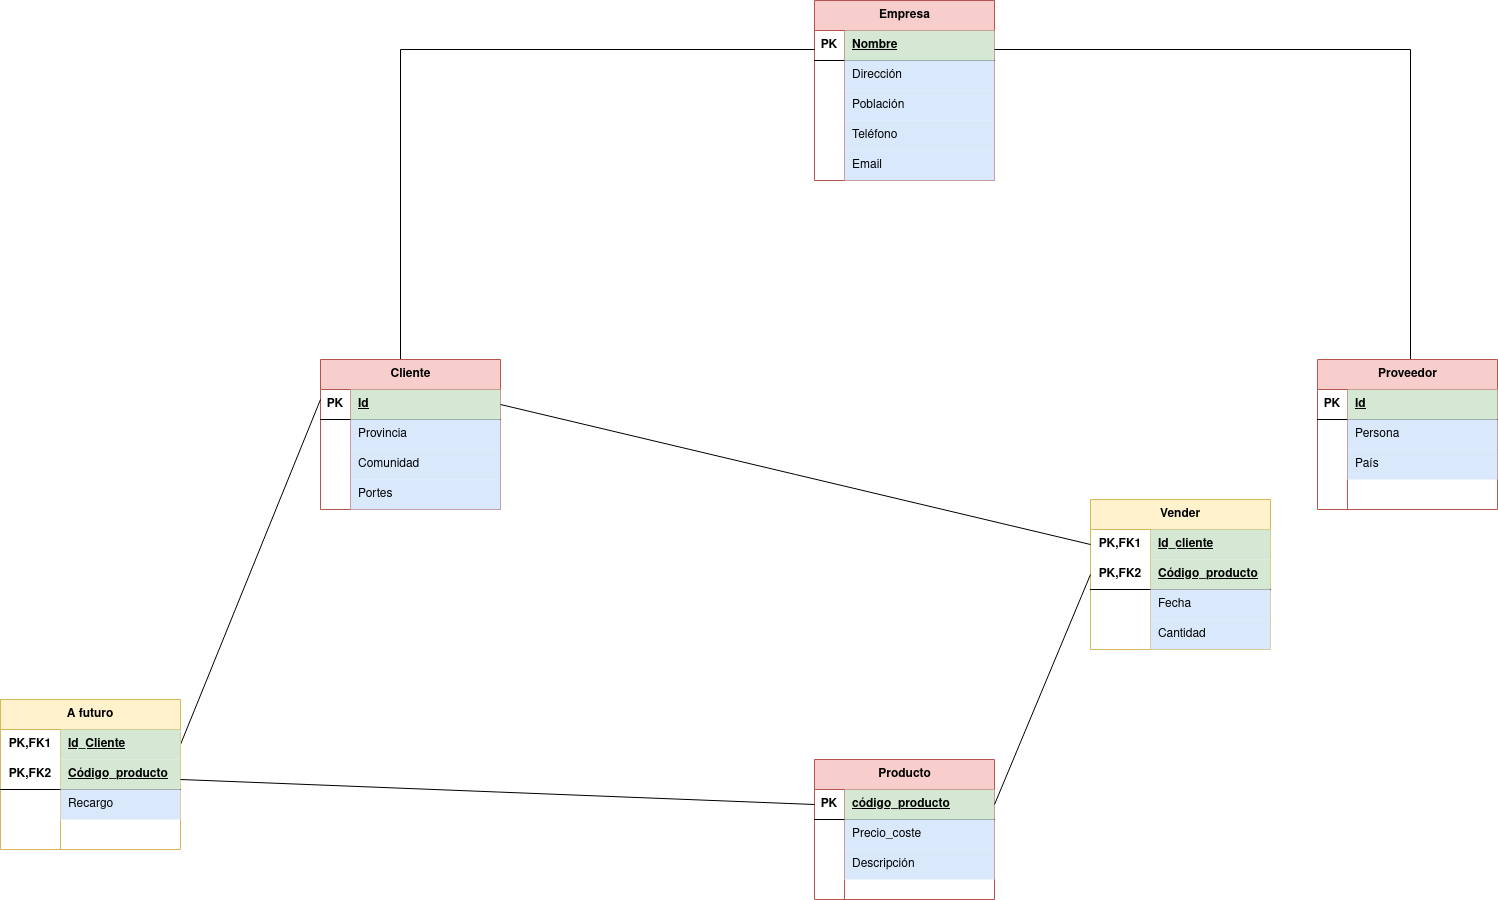 Empresa
PK Nombre
Dirección
Población
Teléfono
Email
Cliente
PK Id
Provincia
Comunidad
Portes
Proveedor
PK Id
Persona
País
Vender
PK,FK1 Id_cliente
PK,FK2 Código_producto
Fecha
Cantidad
A futuro
PK,FK1 Id_Cliente
PK,FK2 Código_producto
Recargo
Producto
PK código_producto
Precio_coste
Descripción